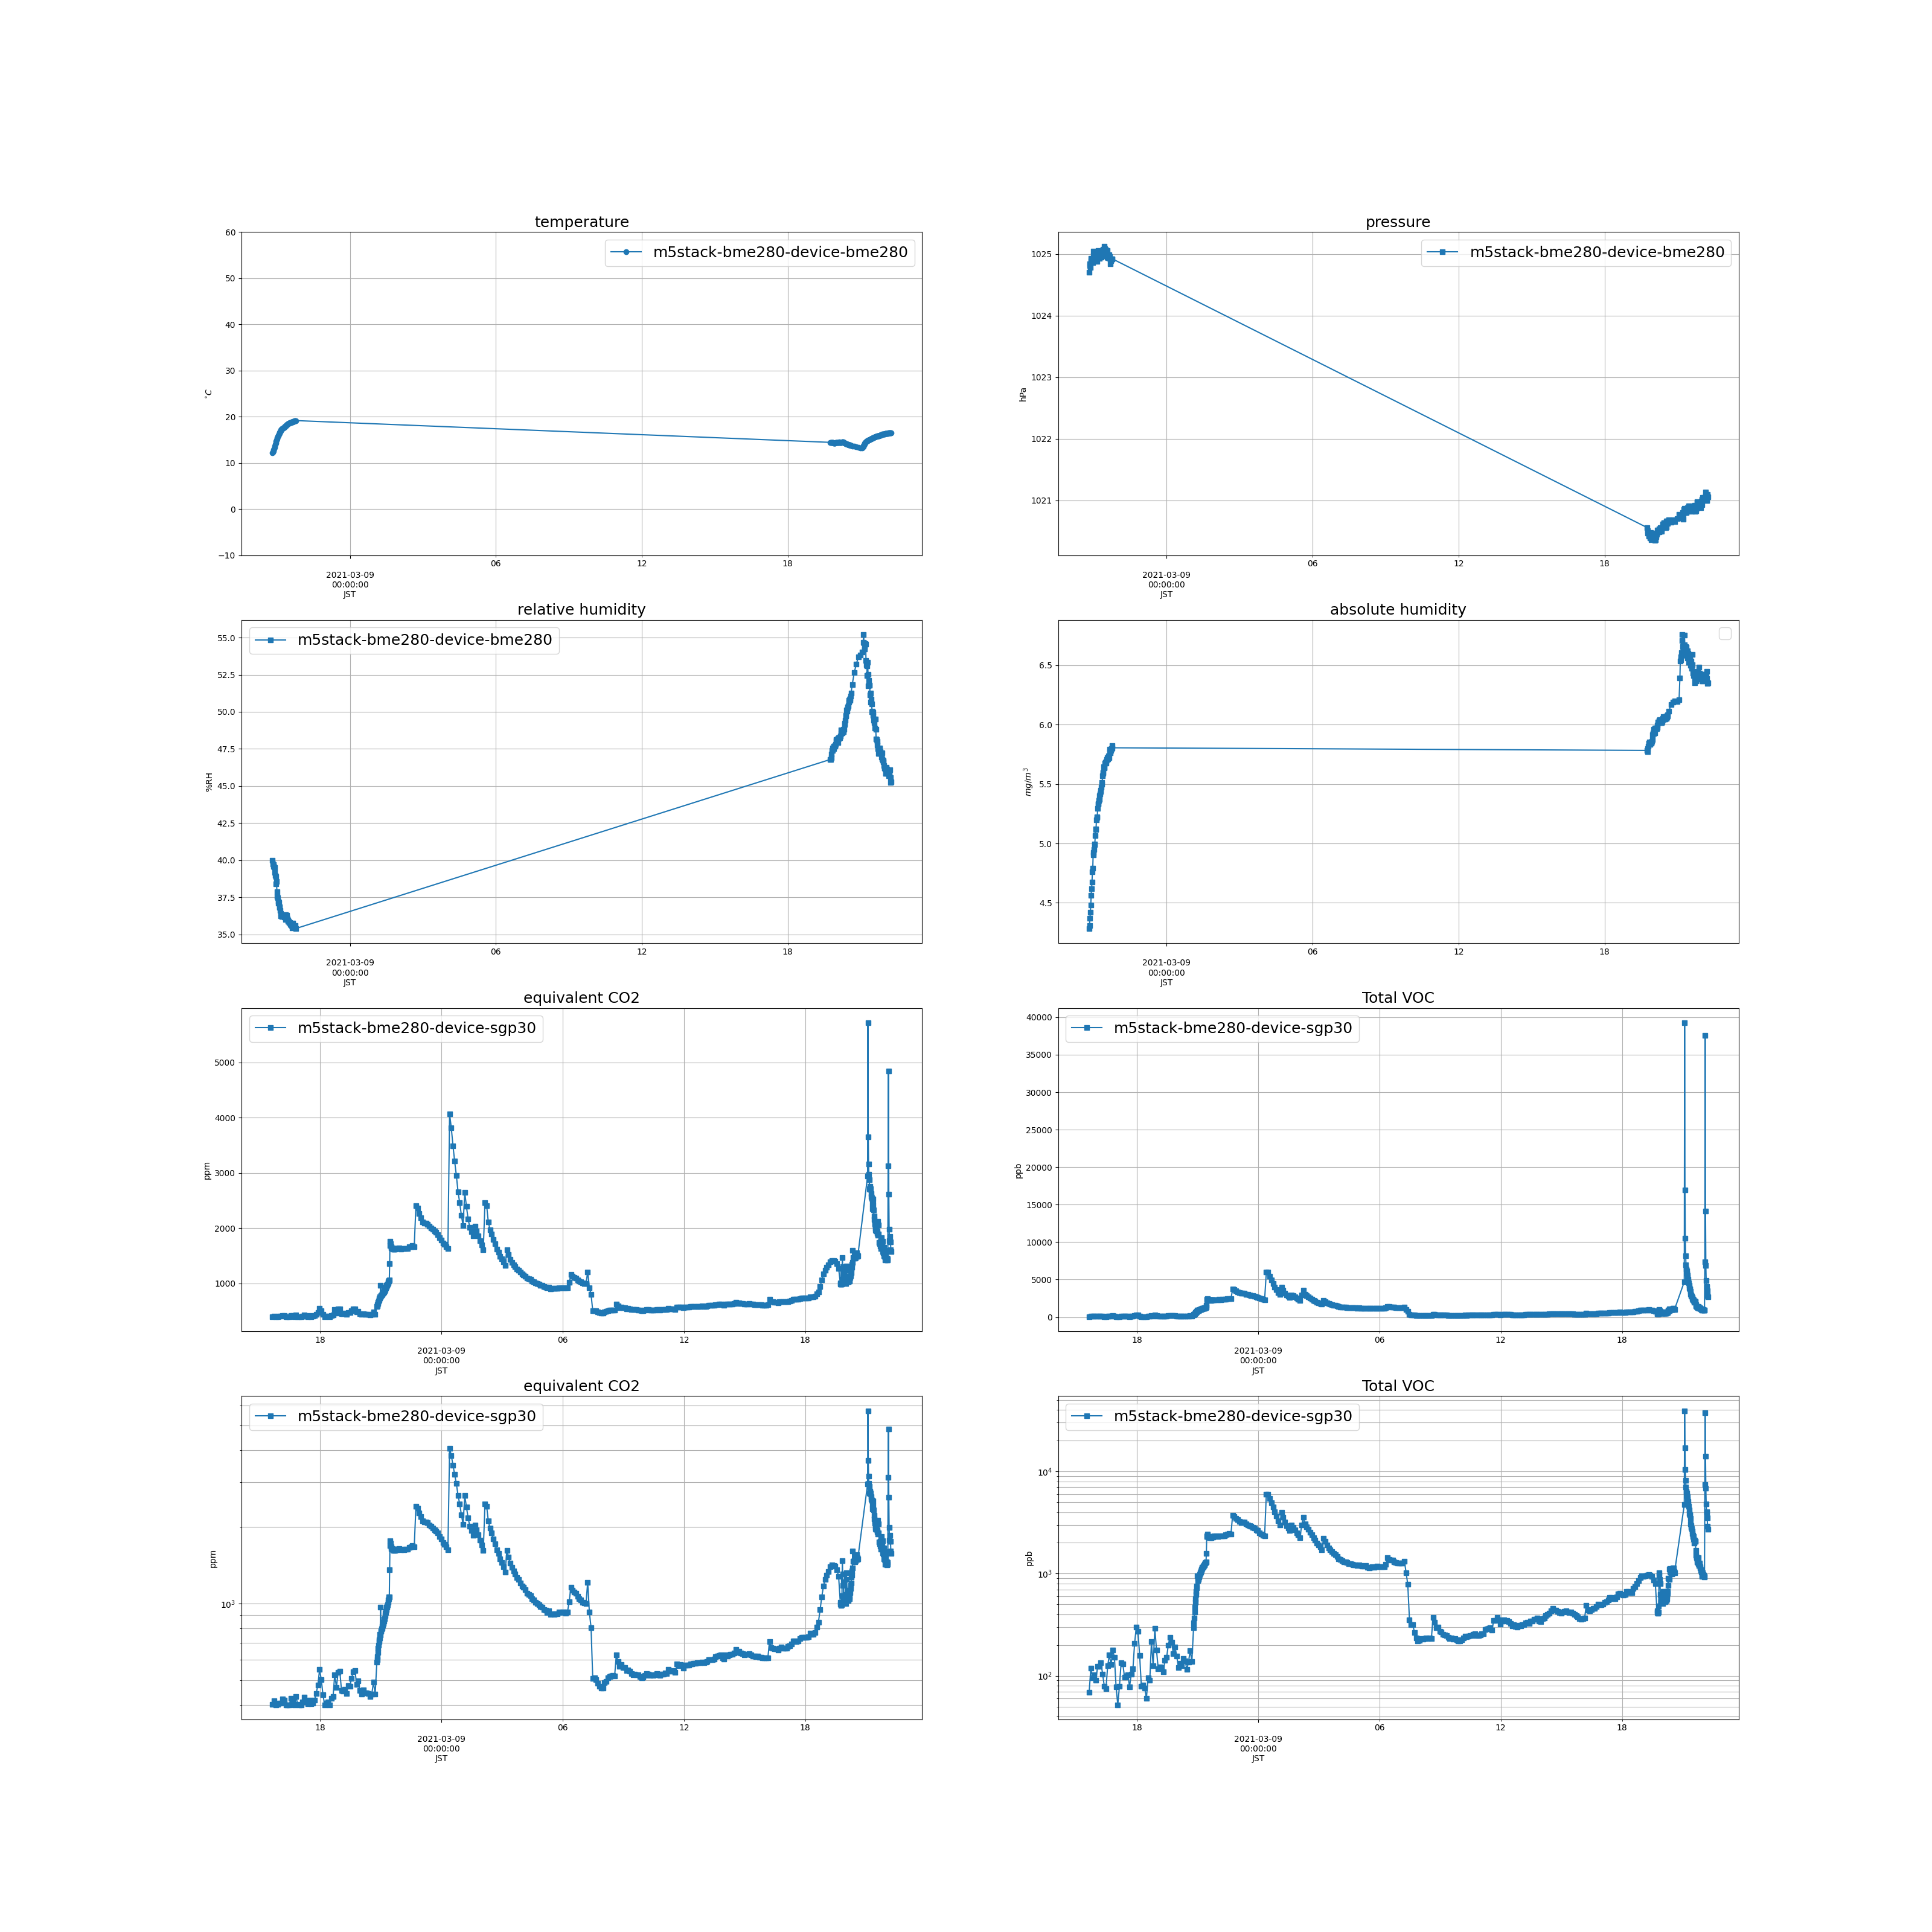 temperature
60
50
40
30
20
10
0
−10
°C
m5stack-bme280-device-bme280
06
12
18
2021-03-09
00:00:00
JST
pressure
1025
1024
1023
1022
1021
hPa
m5stack-bme280-device-bme280
06
12
18
2021-03-09
00:00:00
JST
relative humidity
55.0
52.5
50.0
47.5
45.0
42.5
40.0
37.5
35.0
%RH
m5stack-bme280-device-bme280
06
12
18
2021-03-09
00:00:00
JST
absolute humidity
6.5
6.0
5.5
5.0
4.5
mg/m³
06
12
18
2021-03-09
00:00:00
JST
equivalent CO2
5000
4000
3000
2000
1000
ppm
m5stack-bme280-device-sgp30
18
06
12
18
2021-03-09
00:00:00
JST
Total VOC
40000
35000
30000
25000
20000
15000
10000
5000
0
ppb
m5stack-bme280-device-sgp30
18
06
12
18
2021-03-09
00:00:00
JST
equivalent CO2
10³
ppm
m5stack-bme280-device-sgp30
18
06
12
18
2021-03-09
00:00:00
JST
Total VOC
10⁴
10³
10²
ppb
m5stack-bme280-device-sgp30
18
06
12
18
2021-03-09
00:00:00
JST